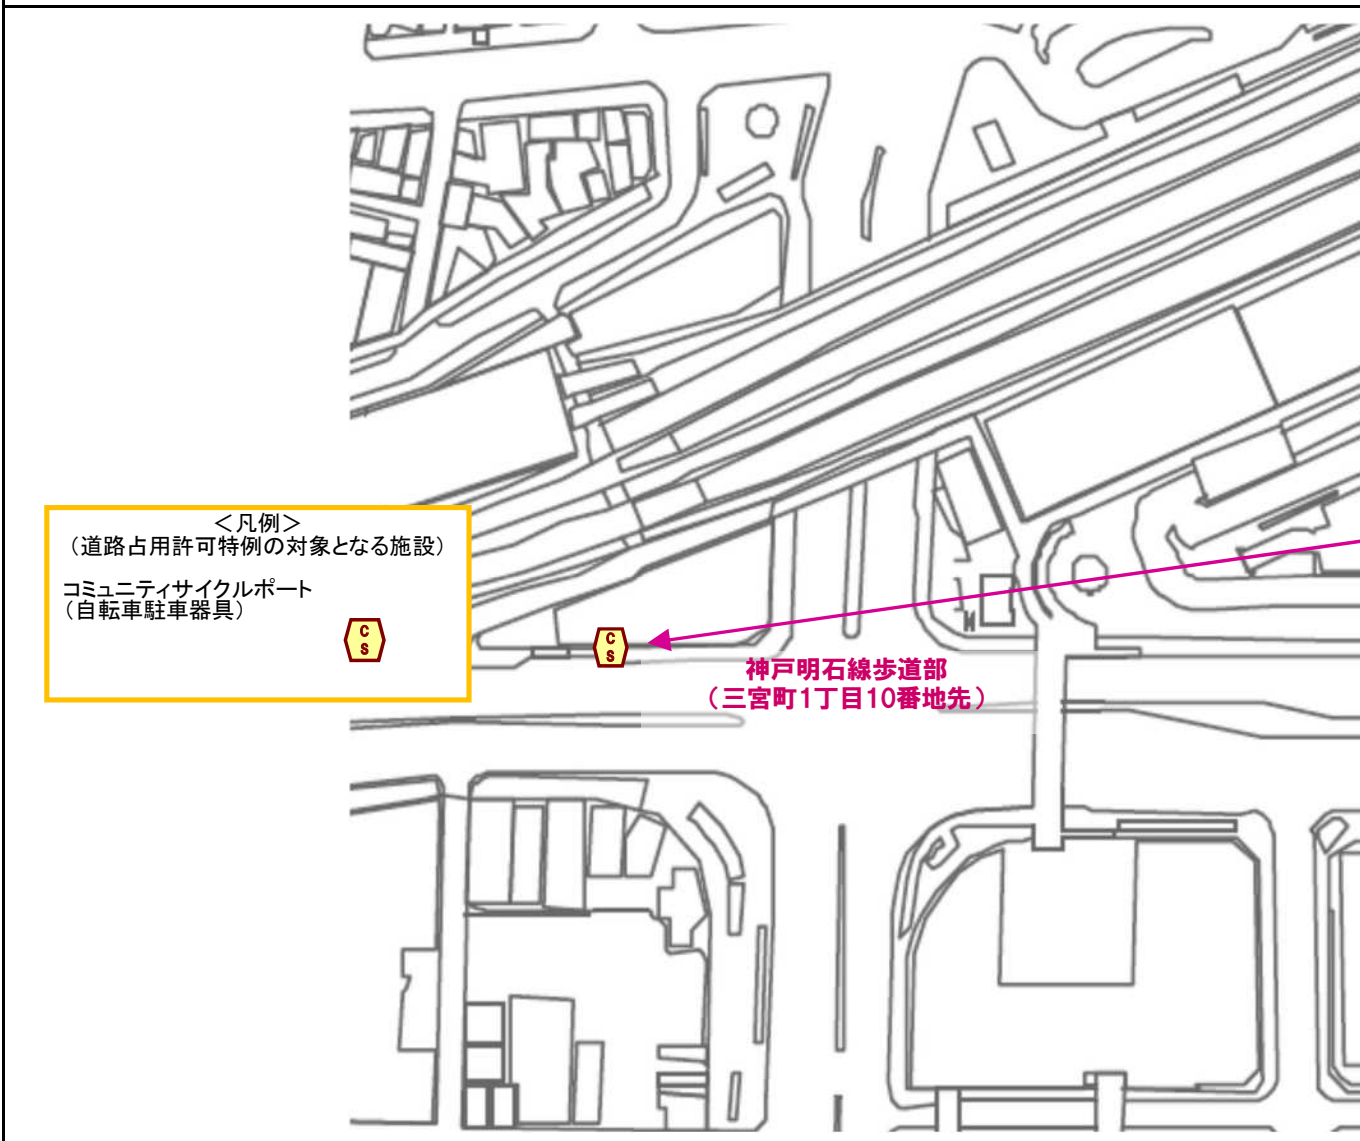 ＜凡例＞
（道路占用許可特例の対象となる施設）
コミュニティサイクルポート
（自転車駐車器具）
C
S
C
S
神戸明石線歩道部
（三宮町1丁目10番地先）